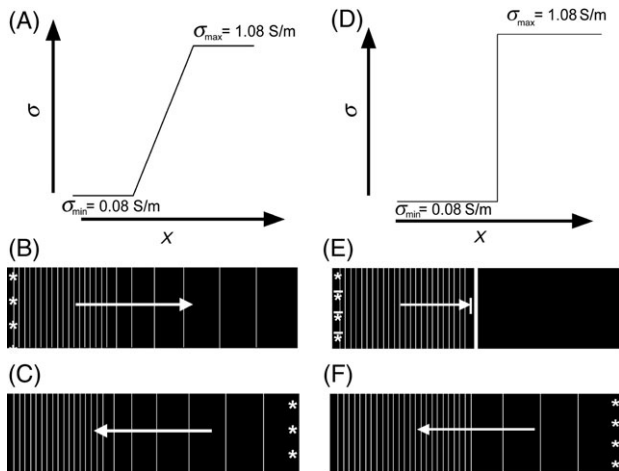 (A)
σmax = 1.08 S/m
σ
σmin = 0.08 S/m
x
(D)
σmax = 1.08 S/m
σ
σmin = 0.08 S/m
x
(B)
*
*
*
*
(E)
*
*
*
*
(C)
*
*
*
(F)
*
*
*